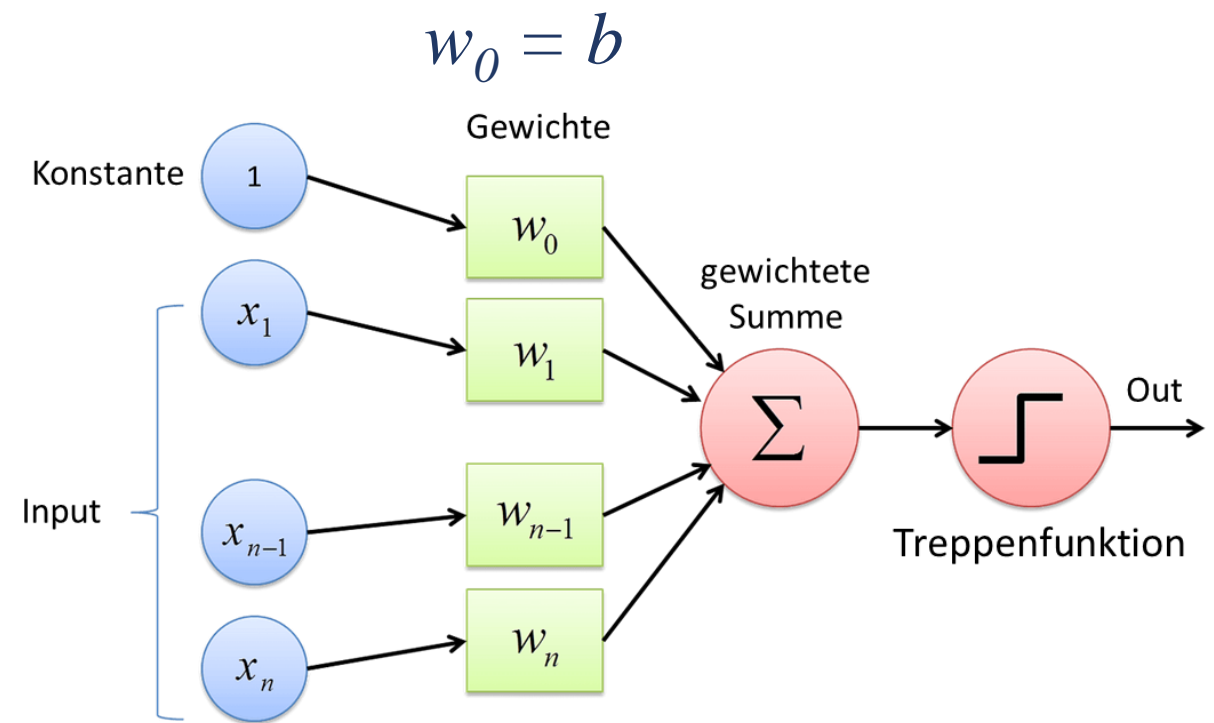 w₀ = b
Gewichte
Konstante
1
w₀
x₁
w₁
gewichtete
Summe
Σ
Out
Input
xₙ₋₁
wₙ₋₁
Treppenfunktion
xₙ
wₙ